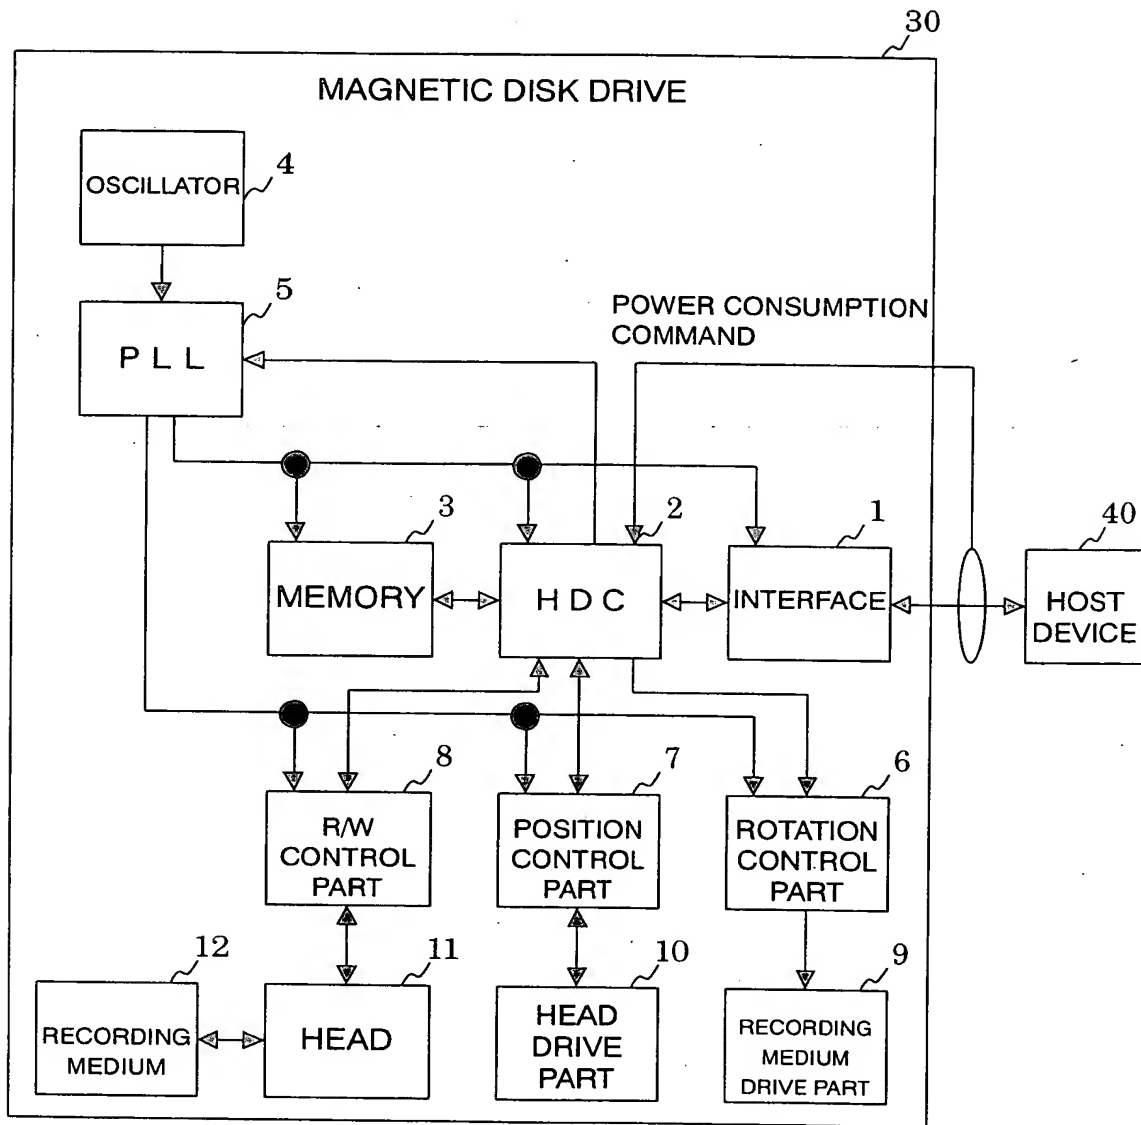 30
MAGNETIC DISK DRIVE
OSCILLATOR
4
5
PLL
POWER CONSUMPTION
COMMAND
3
MEMORY
2
HDC
1
INTERFACE
40
HOST
DEVICE
8
R/W
CONTROL
PART
7
POSITION
CONTROL
PART
6
ROTATION
CONTROL
PART
12
RECORDING
MEDIUM
11
HEAD
10
HEAD
DRIVE
PART
9
RECORDING
MEDIUM
DRIVE PART